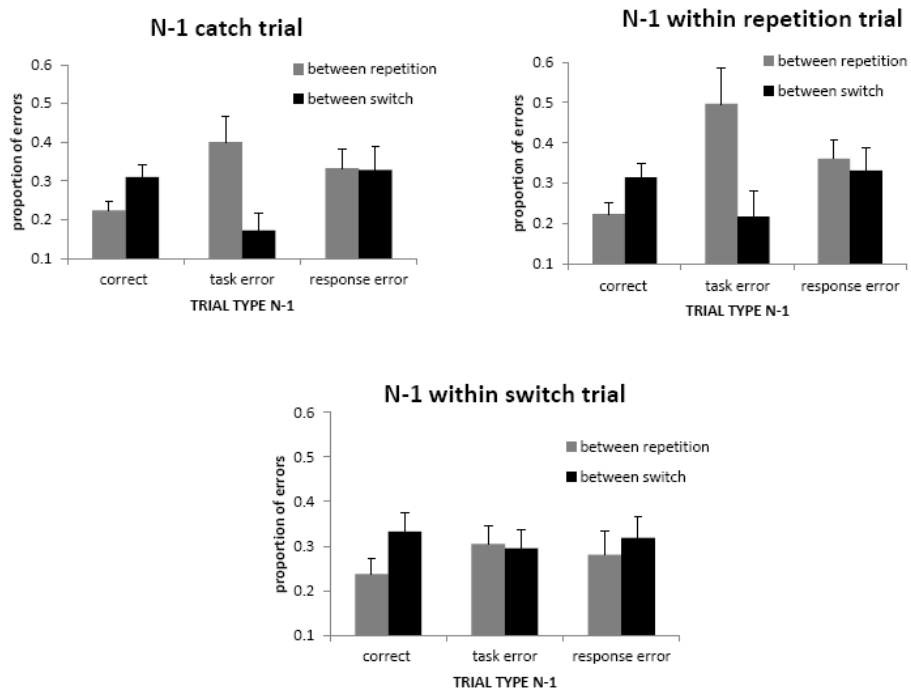 N-1 catch trial
between repetition
between switch
proportion of errors
0.6
0.5
0.4
0.3
0.2
0.1
correct task error response error
TRIAL TYPE N-1
N-1 within repetition trial
between repetition
between switch
proportion of errors
0.6
0.5
0.4
0.3
0.2
0.1
correct task error response error
TRIAL TYPE N-1
N-1 within switch trial
between repetition
between switch
proportion of errors
0.6
0.5
0.4
0.3
0.2
0.1
correct task error response error
TRIAL TYPE N-1